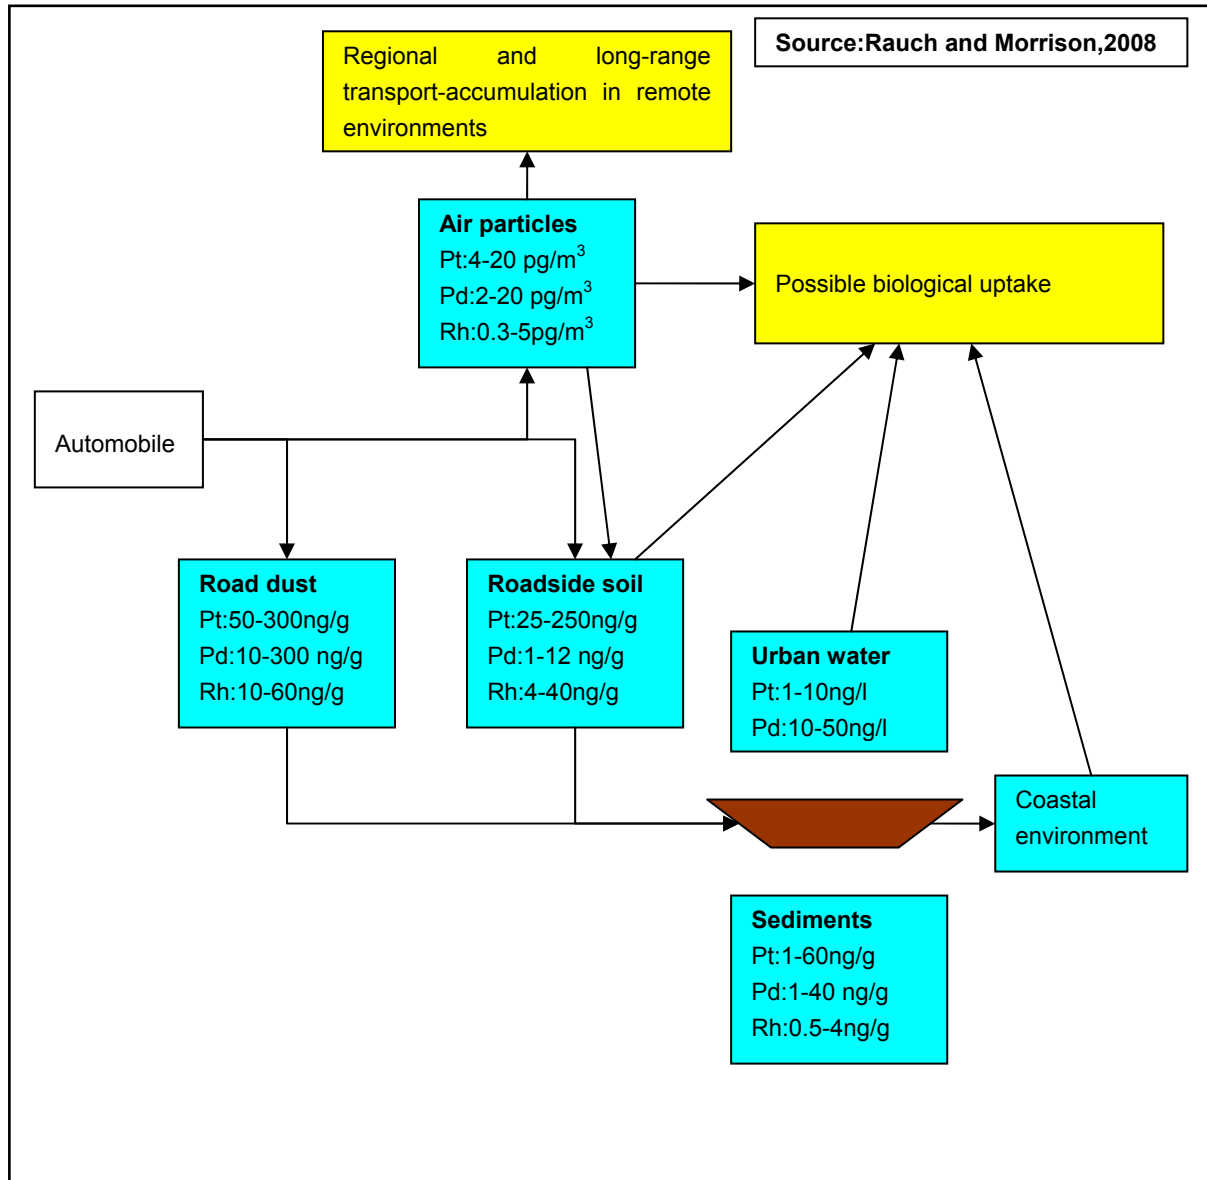 Source:Rauch and Morrison,2008
Regional and long-range
transport-accumulation in remote
environments
Air particles
Pt:4-20 pg/m³
Pd:2-20 pg/m³
Rh:0.3-5pg/m³
Possible biological uptake
Automobile
Road dust
Pt:50-300ng/g
Pd:10-300 ng/g
Rh:10-60ng/g
Roadside soil
Pt:25-250ng/g
Pd:1-12 ng/g
Rh:4-40ng/g
Urban water
Pt:1-10ng/l
Pd:10-50ng/l
Coastal
environment
Sediments
Pt:1-60ng/g
Pd:1-40 ng/g
Rh:0.5-4ng/g